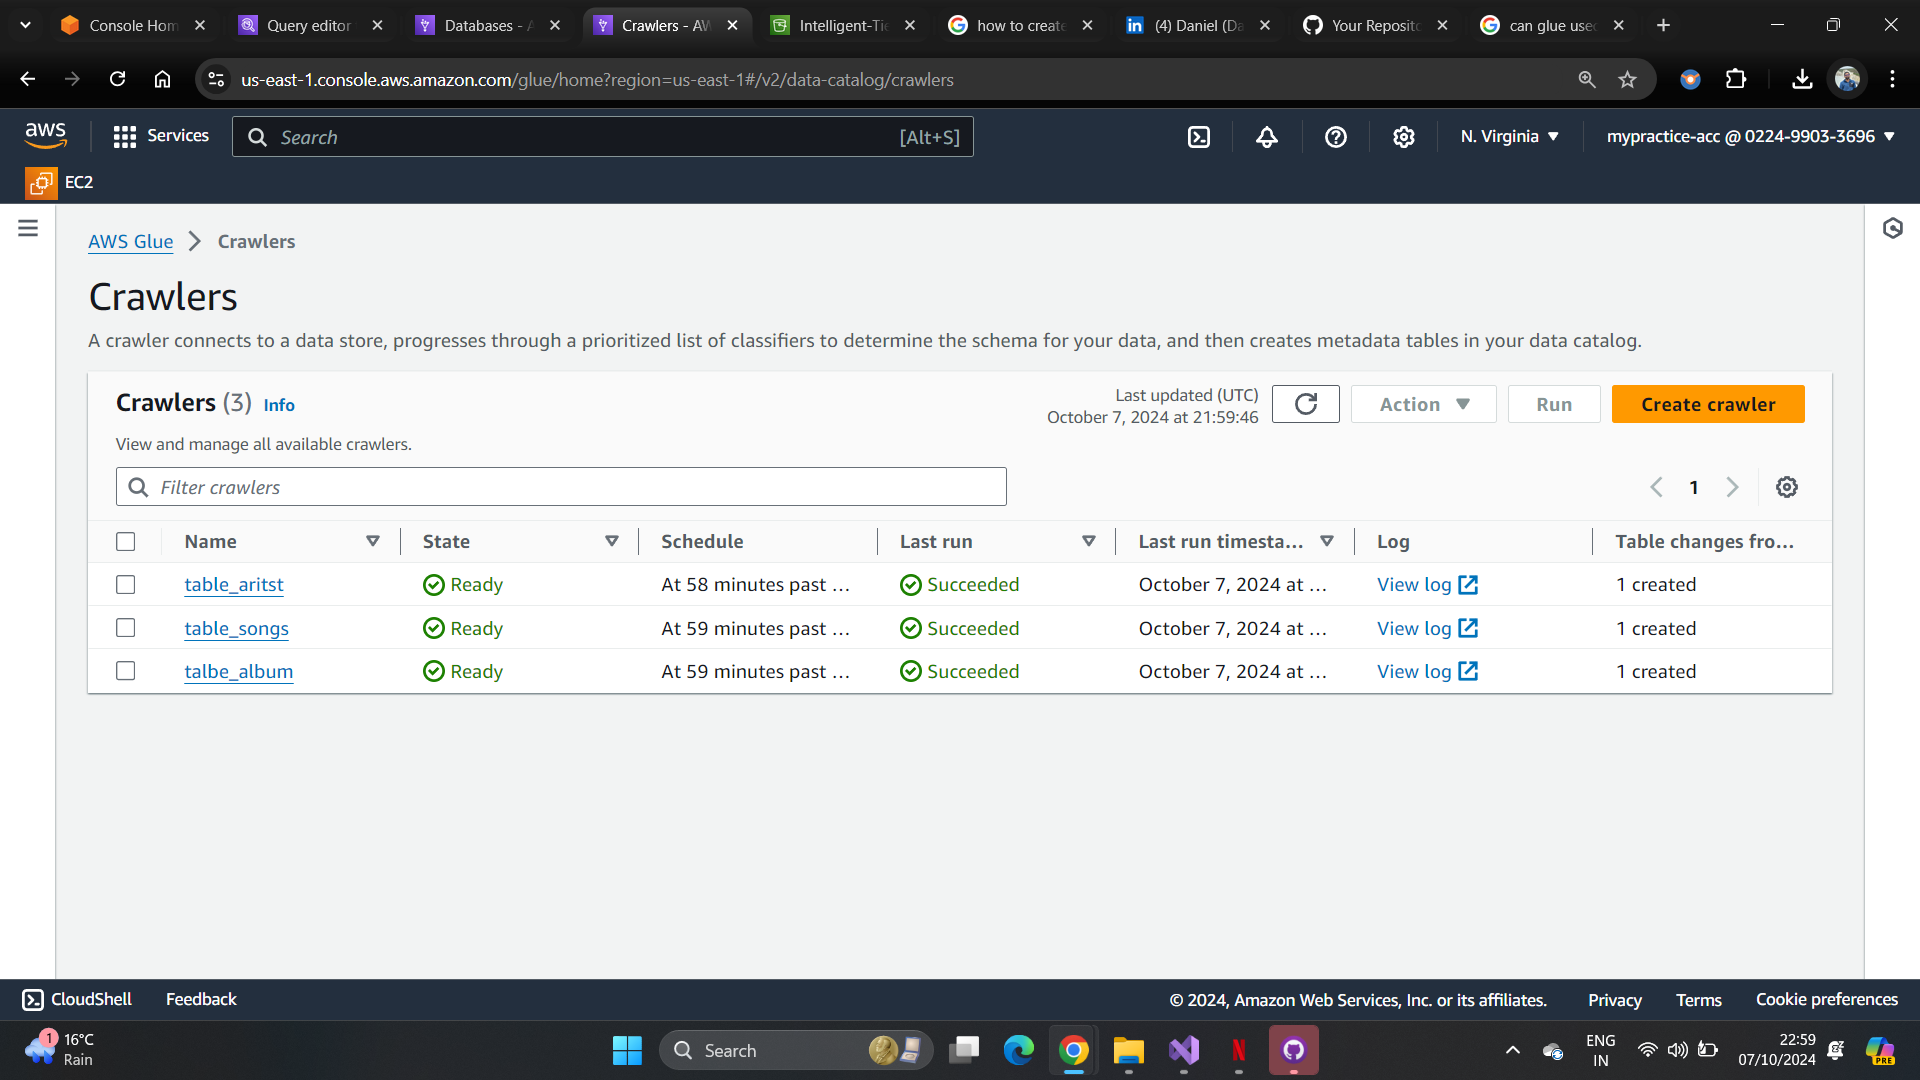 Console Hom
Query editor
Databases - A
Crawlers - AW
Intelligent-Tie
how to create
(4) Daniel (Da
Your Reposito
can glue used
us-east-1.console.aws.amazon.com/glue/home?region=us-east-1#/v2/data-catalog/crawlers
aws
Services
Search
[Alt+S]
N. Virginia
mypractice-acc @ 0224-9903-3696
EC2
AWS Glue
Crawlers
Crawlers
A crawler connects to a data store, progresses through a prioritized list of classifiers to determine the schema for your data, and then creates metadata tables in your data catalog.
Crawlers (3) Info
Last updated (UTC)
October 7, 2024 at 21:59:46
Action
Run
Create crawler
View and manage all available crawlers.
Filter crawlers
1
Name State Schedule Last run Last run timesta... Log Table changes fro...
table_aritst Ready At 58 minutes past ... Succeeded October 7, 2024 at ... View log 1 created
table_songs Ready At 59 minutes past ... Succeeded October 7, 2024 at ... View log 1 created
talbe_album Ready At 59 minutes past ... Succeeded October 7, 2024 at ... View log 1 created
CloudShell
Feedback
© 2024, Amazon Web Services, Inc. or its affiliates.
Privacy
Terms
Cookie preferences
1
16°C
Rain
Search
ENG
IN
22:59
07/10/2024
PRE